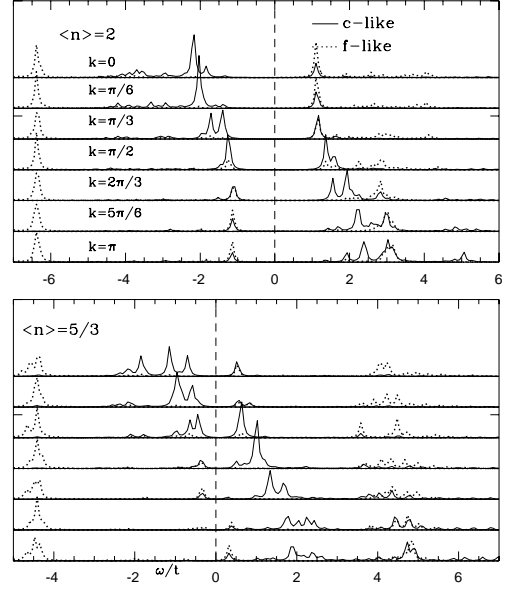 <n>=2
c-like
f-like
k=0
k=π/6
k=π/3
k=π/2
k=2π/3
k=5π/6
k=π
-6 -4 -2 0 2 4 6
<n>=5/3
-4 -2 0 2 4 6
ω/t